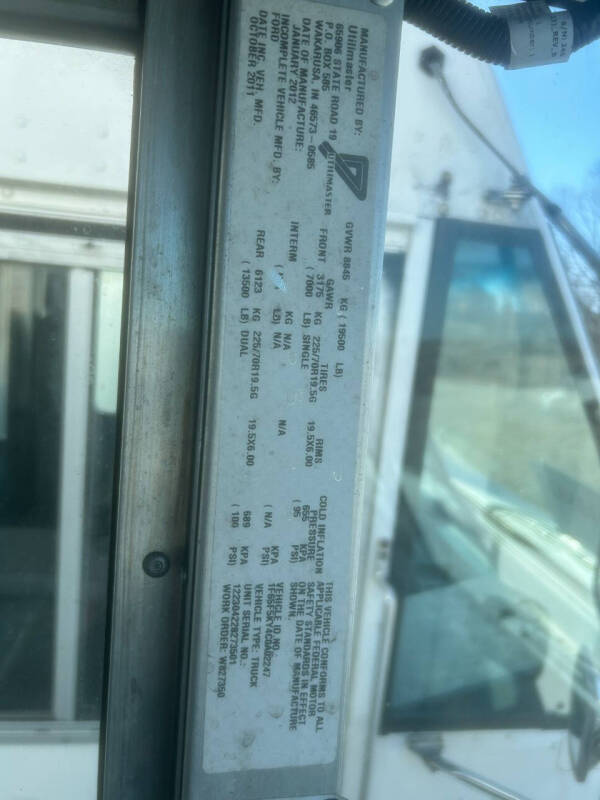 MANUFACTURED BY:
Utilimaster
65906 STATE ROAD 19
P.O. BOX 585
WAKARUSA, IN 46573-0585
DATE OF MANUFACTURE:
JANUARY 2012
INCOMPLETE VEHICLE MFD. BY:
FORD
DATE INC. VEH. MFD.
OCTOBER 2011
UTILIMASTER
GVWR 8845 KG ( 19500 LB)
GAWR TIRES RIMS COLD INFLATION PRESSURE
FRONT 3175 KG 225/70R19.5G 19.5X6.00 655 KPA
( 7000 LB) SINGLE ( 95 PSI)
INTERM KG N/A N/A KPA
( LB) N/A ( N/A PSI)
REAR 6123 KG 225/70R19.5G 19.5X6.00 689 KPA
( 13500 LB) DUAL ( 100 PSI)
THIS VEHICLE CONFORMS TO ALL
APPLICABLE FEDERAL MOTOR
SAFETY STANDARDS IN EFFECT
ON THE DATE OF MANUFACTURE
SHOWN.
VEHICLE ID.NO.:
VEHICLE TYPE: TRUCK
UNIT SERIAL NO.:
WORK ORDER: W827350